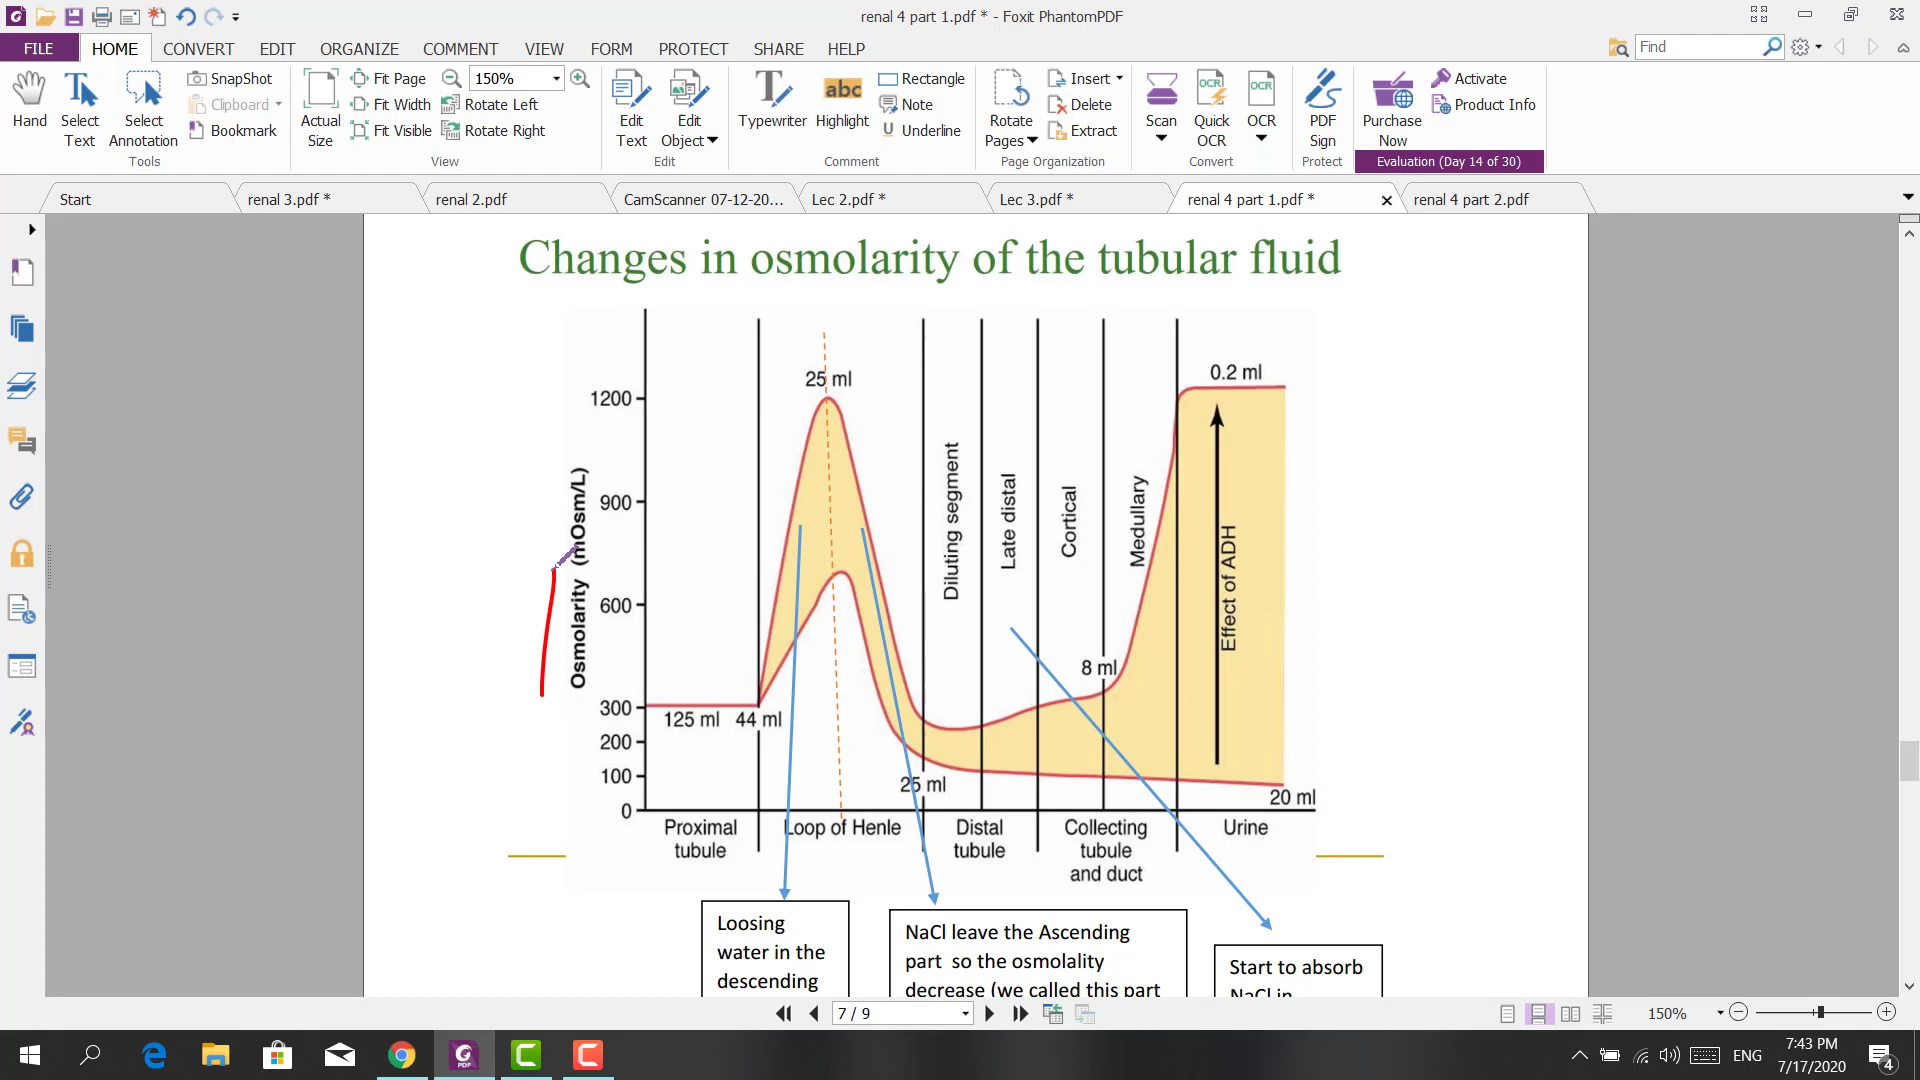 renal 4 part 1.pdf * - Foxit PhantomPDF
FILE HOME CONVERT EDIT ORGANIZE COMMENT VIEW FORM PROTECT SHARE HELP Find
Hand
Select Text
Select Annotation
SnapShot
Clipboard
Bookmark
Tools
Actual Size
Fit Page
Fit Width
Fit Visible
150%
Rotate Left
Rotate Right
View
Edit Text
Edit Object
Edit
Typewriter
Highlight
Rectangle
Note
Underline
Comment
Rotate Pages
Insert
Delete
Extract
Page Organization
Scan
Quick OCR
OCR
Convert
PDF Sign
Protect
Purchase Now
Activate
Product Info
Evaluation (Day 14 of 30)
Start renal 3.pdf * renal 2.pdf CamScanner 07-12-20... Lec 2.pdf * Lec 3.pdf * renal 4 part 1.pdf * renal 4 part 2.pdf
Changes in osmolarity of the tubular fluid
Osmolarity (mOsm/L)
1200
900
600
300
200
100
0
25 ml
0.2 ml
Diluting segment
Late distal
Cortical
Medullary
Effect of ADH
8 ml
125 ml 44 ml
25 ml
20 ml
Proximal tubule
Loop of Henle
Distal tubule
Collecting tubule and duct
Urine
Loosing
water in the
descending
NaCl leave the Ascending
part so the osmolality
decrease (we called this part
Start to absorb
NaCl in
7 / 9
150%
ENG
7:43 PM
7/17/2020
4